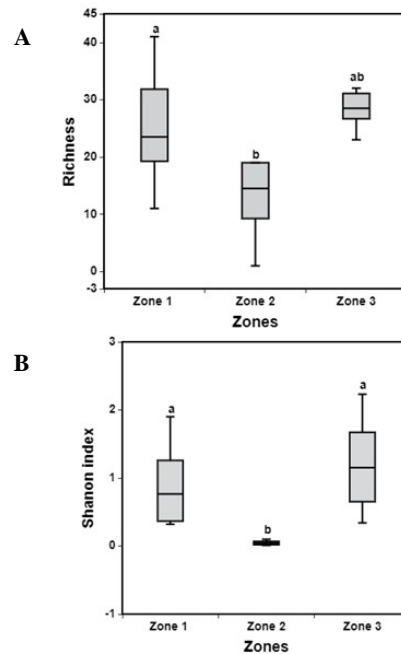 A
45
40
30
20
10
0
-3
Richness
a
b
ab
Zone 1
Zone 2
Zone 3
Zones
B
3
2
1
0
-1
Shanon index
a
b
a
Zone 1
Zone 2
Zone 3
Zones